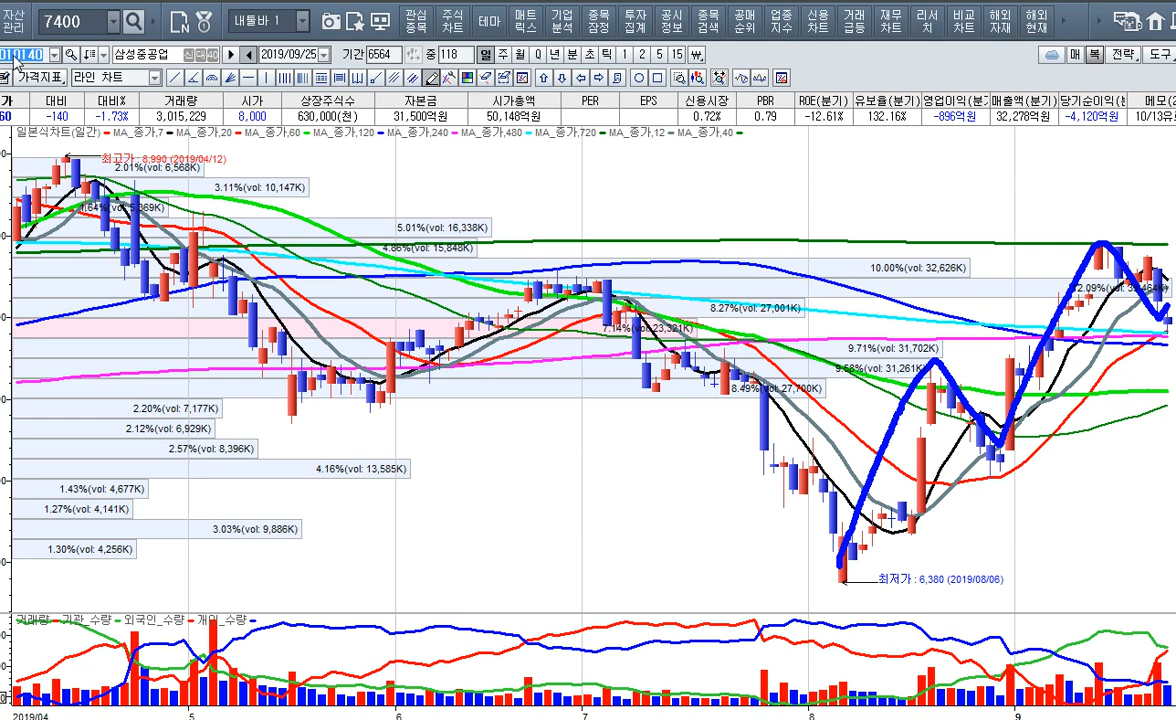 자산 관리 7400 내툴바 1 관심 종목 주식 차트 테마 매트 릭스 기업 분석 종목 잠정 투자 집계 공시 정보 종목 검색 공매 순위 업종 지수 신용 차트 거래 급등 재무 차트 리서 치 비교 차트 해외 자재 해외 현재
010140 삼성중공업 신 2019/09/25 기간 6564 중 118 일 주 월 Q 년 분 초 틱 1 2 5 15 매 복 전략 도구
가격지표 라인 차트
가 대비 대비% 거래량 시가 상장주식수 자본금 시가총액 PER EPS 신용시장 PBR ROE(분기) 유보율(분기) 영업이익(분기 매출액(분기) 당기순이익( 메모(2
60 -140 -1.73% 3,015,229 8,000 630,000(천) 31,500억원 50,148억원 0.72% 0.79 -12.61% 132.16% -896억원 32,278억원 -4,120억원 10/13
일본식차트(일간) MA_종가,7 MA_종가,20 MA_종가,60 MA_종가,120 MA_종가,240 MA_종가,480 MA_종가,720 MA_종가,12 MA_종가,40
최고가 : 8,990 (2019/04/12)
2.01%(vol: 6,568K)
3.11%(vol: 10,147K)
1.64%(vol: 5,369K)
5.01%(vol: 16,338K)
4.86%(vol: 15,848K)
10.00%(vol: 32,626K)
8.27%(vol: 27,001K)
7.14%(vol: 23,321K)
9.71%(vol: 31,702K)
9.58%(vol: 31,261K)
8.49%(vol: 27,700K)
2.20%(vol: 7,177K)
2.12%(vol: 6,929K)
2.57%(vol: 8,396K)
4.16%(vol: 13,585K)
1.43%(vol: 4,677K)
1.27%(vol: 4,141K)
3.03%(vol: 9,886K)
1.30%(vol: 4,256K)
최저가 : 6,380 (2019/08/06)
거래량 기관_수량 외국인_수량 개인_수량
2019/04 5 6 7 8 9